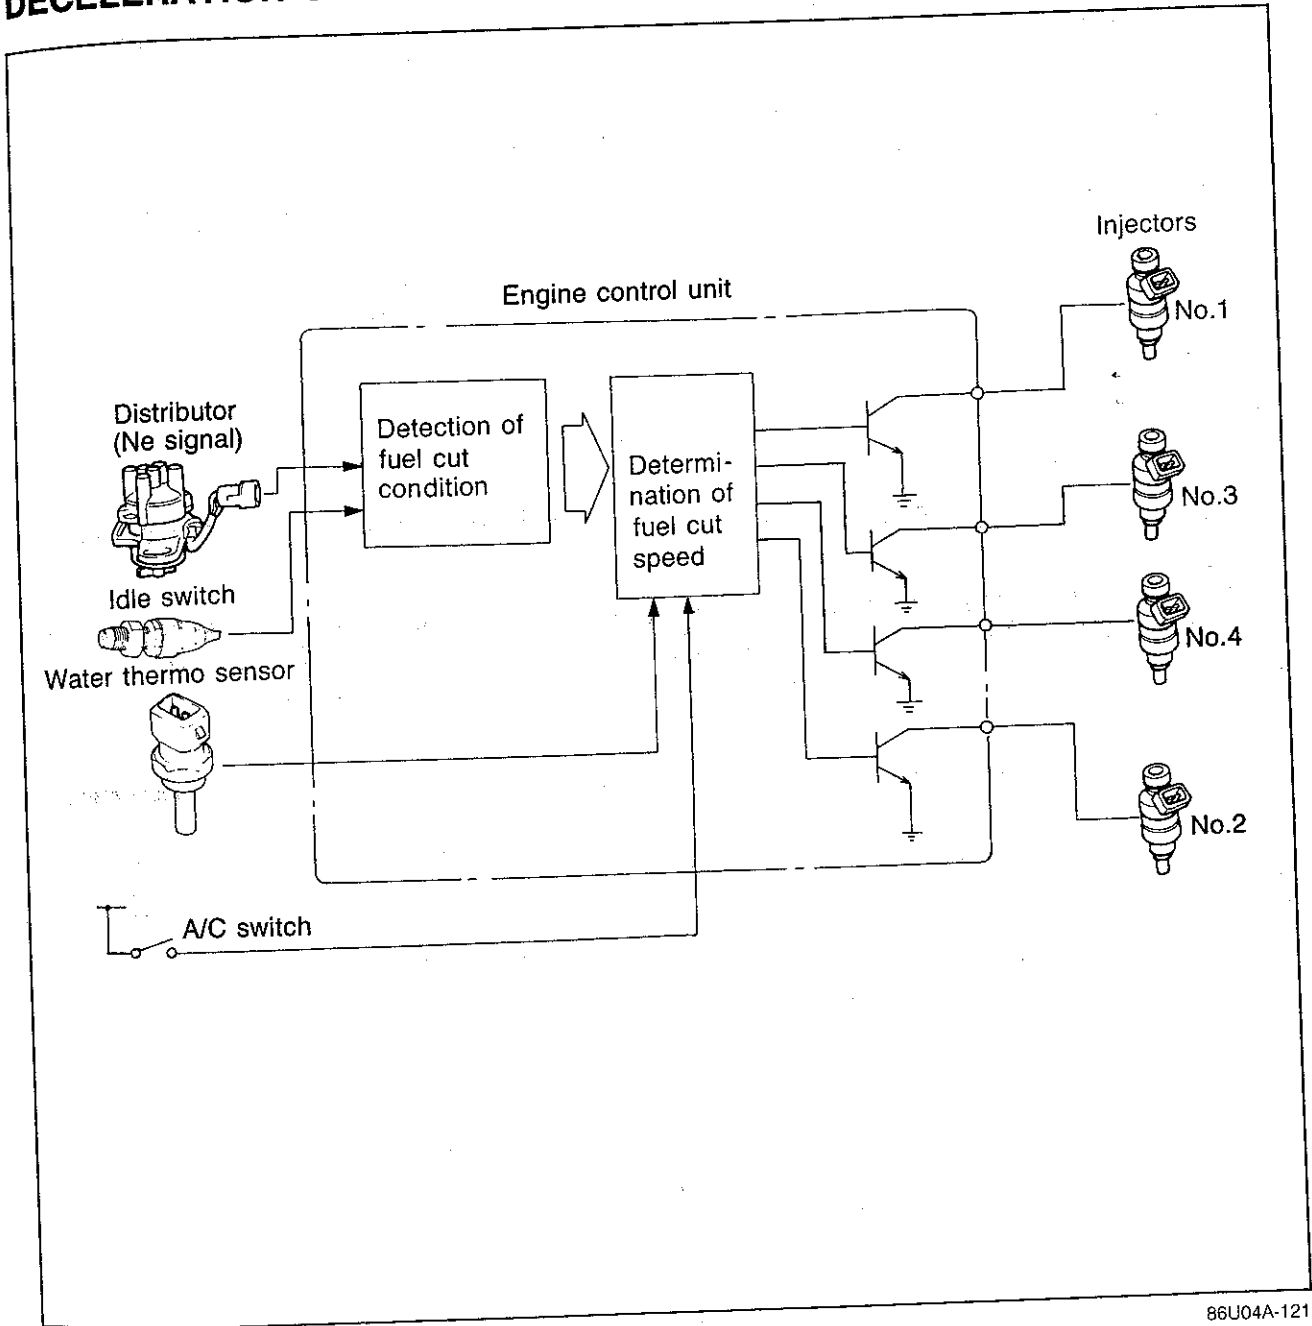 DECELERATION
Injectors
Engine control unit
No.1
Distributor
(Ne signal)
Detection of
fuel cut
condition
Determi-
nation of
fuel cut
speed
No.3
Idle switch
No.4
Water thermo sensor
No.2
A/C switch
86U04A-121